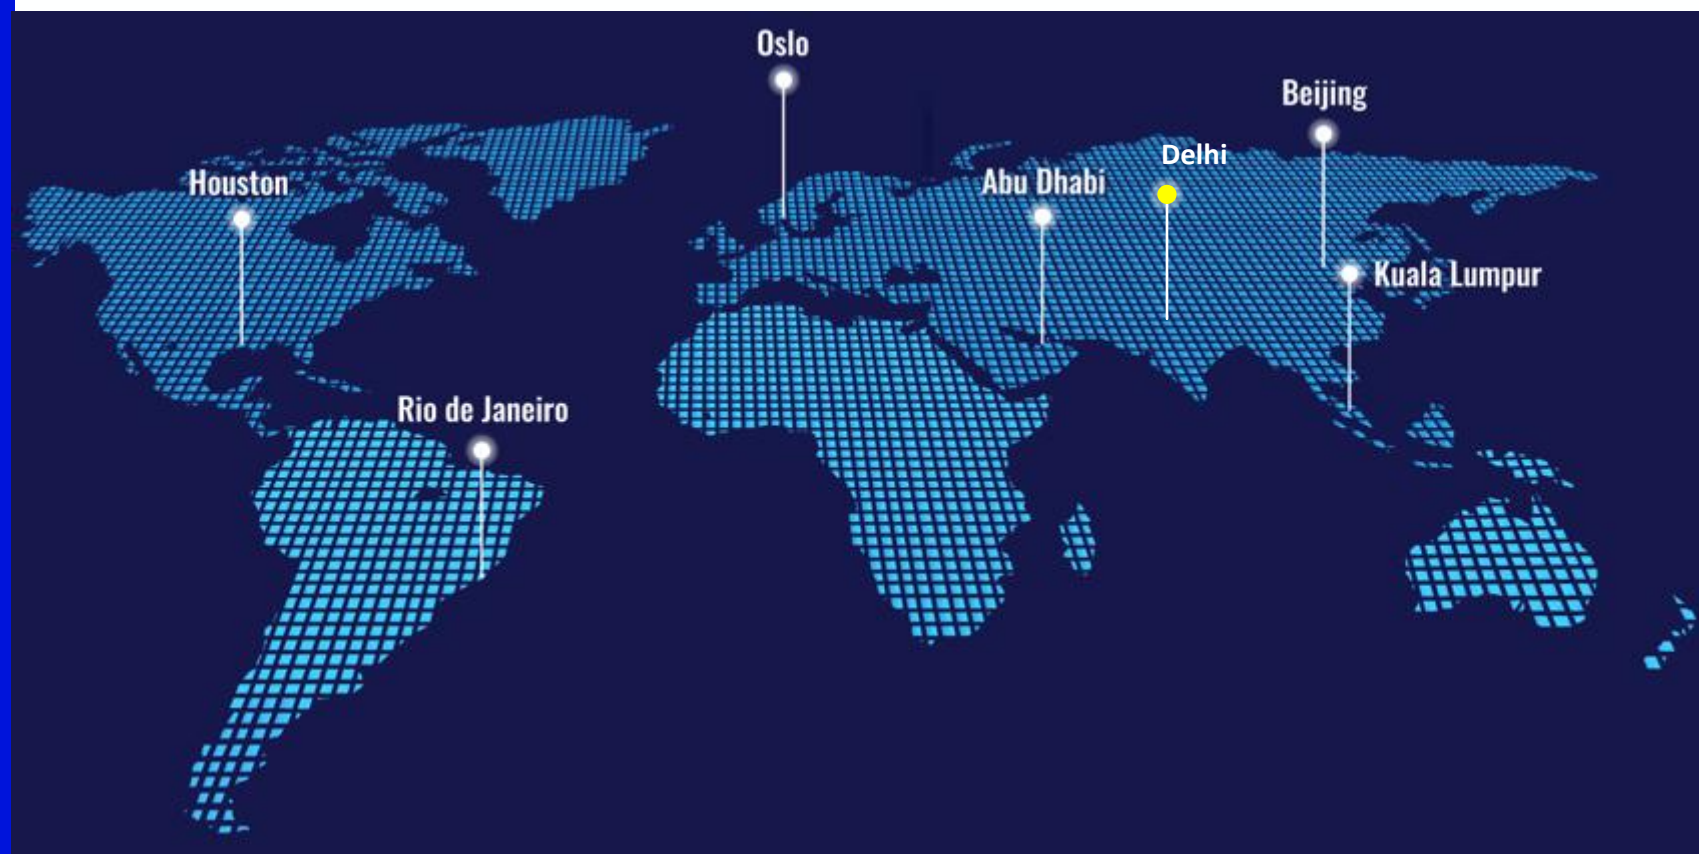 Oslo
Beijing
Delhi
Houston
Abu Dhabi
Kuala Lumpur
Rio de Janeiro